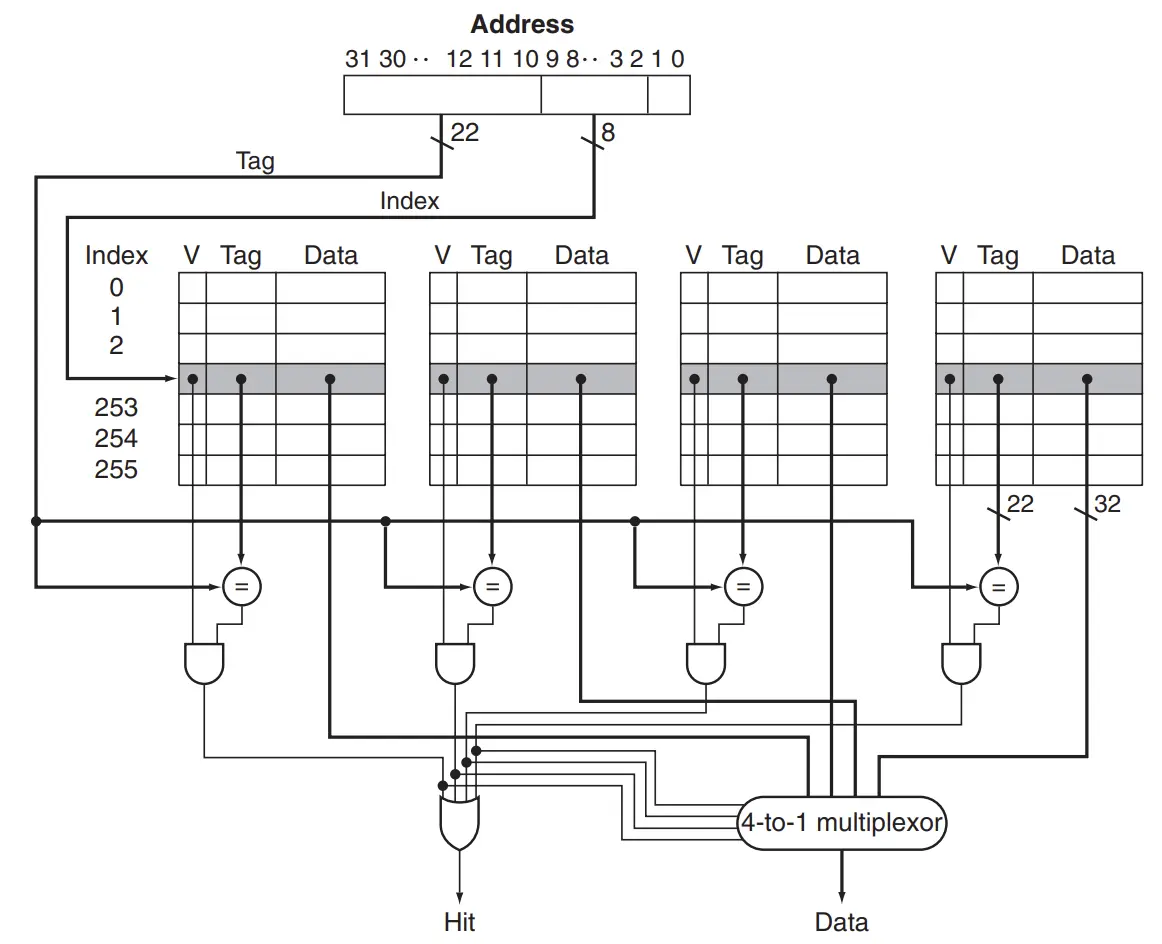 Address
31 30 ·· 12 11 10 9 8 ·· 3 2 1 0
22 8
Tag
Index
Index V Tag Data V Tag Data V Tag Data V Tag Data
0
1
2
253
254
255
22 32
= = = =
4-to-1 multiplexor
Hit Data